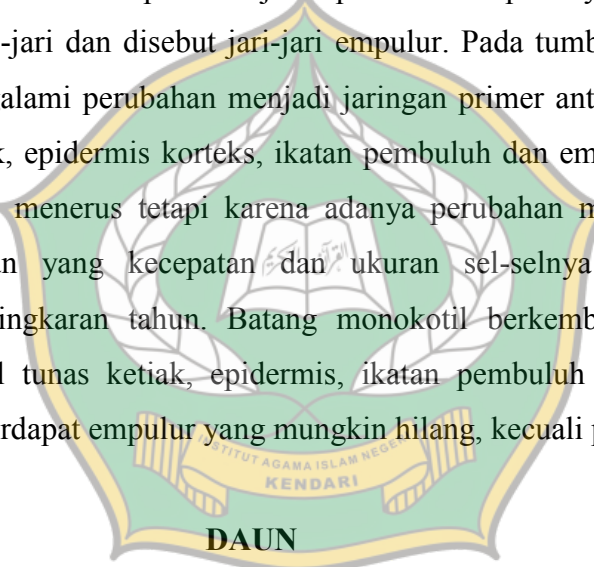 -jari dan disebut jari-jari empulur. Pada tumb
alami perubahan menjadi jaringan primer ant
k, epidermis korteks, ikatan pembuluh dan em
menerus tetapi karena adanya perubahan m
n yang kecepatan dan ukuran sel-selnya
ingkaran tahun. Batang monokotil berkemb
l tunas ketiak, epidermis, ikatan pembuluh
rdapat empulur yang mungkin hilang, kecuali p
INSTITUT AGAMA ISLAM NEGERI
KENDARI
DAUN